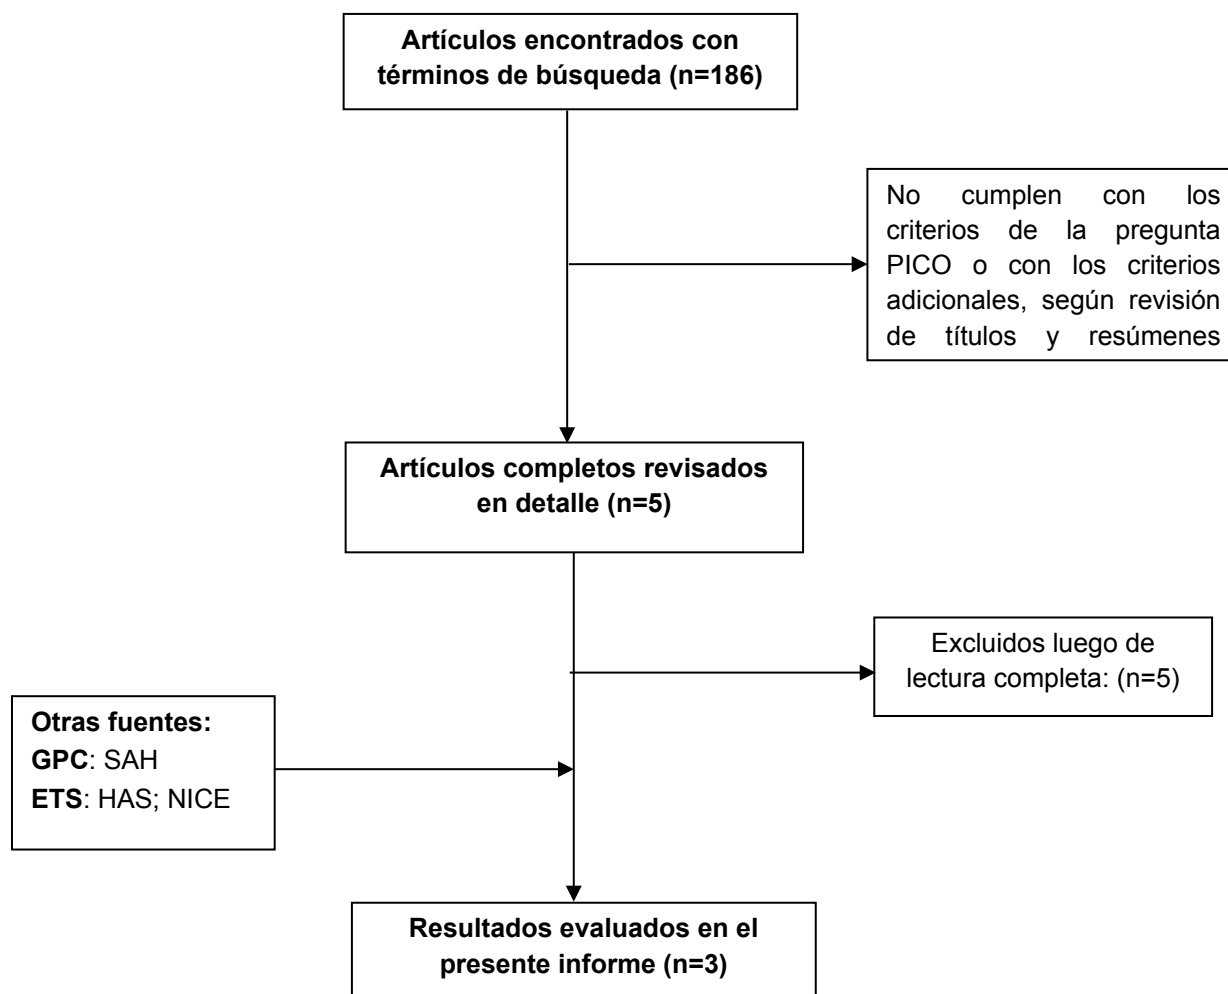 Artículos encontrados con
términos de búsqueda (n=186)
No cumplen con los
criterios de la pregunta
PICO o con los criterios
adicionales, según revisión
de títulos y resúmenes
Artículos completos revisados
en detalle (n=5)
Excluidos luego de
lectura completa: (n=5)
Otras fuentes:
GPC: SAH
ETS: HAS; NICE
Resultados evaluados en el
presente informe (n=3)